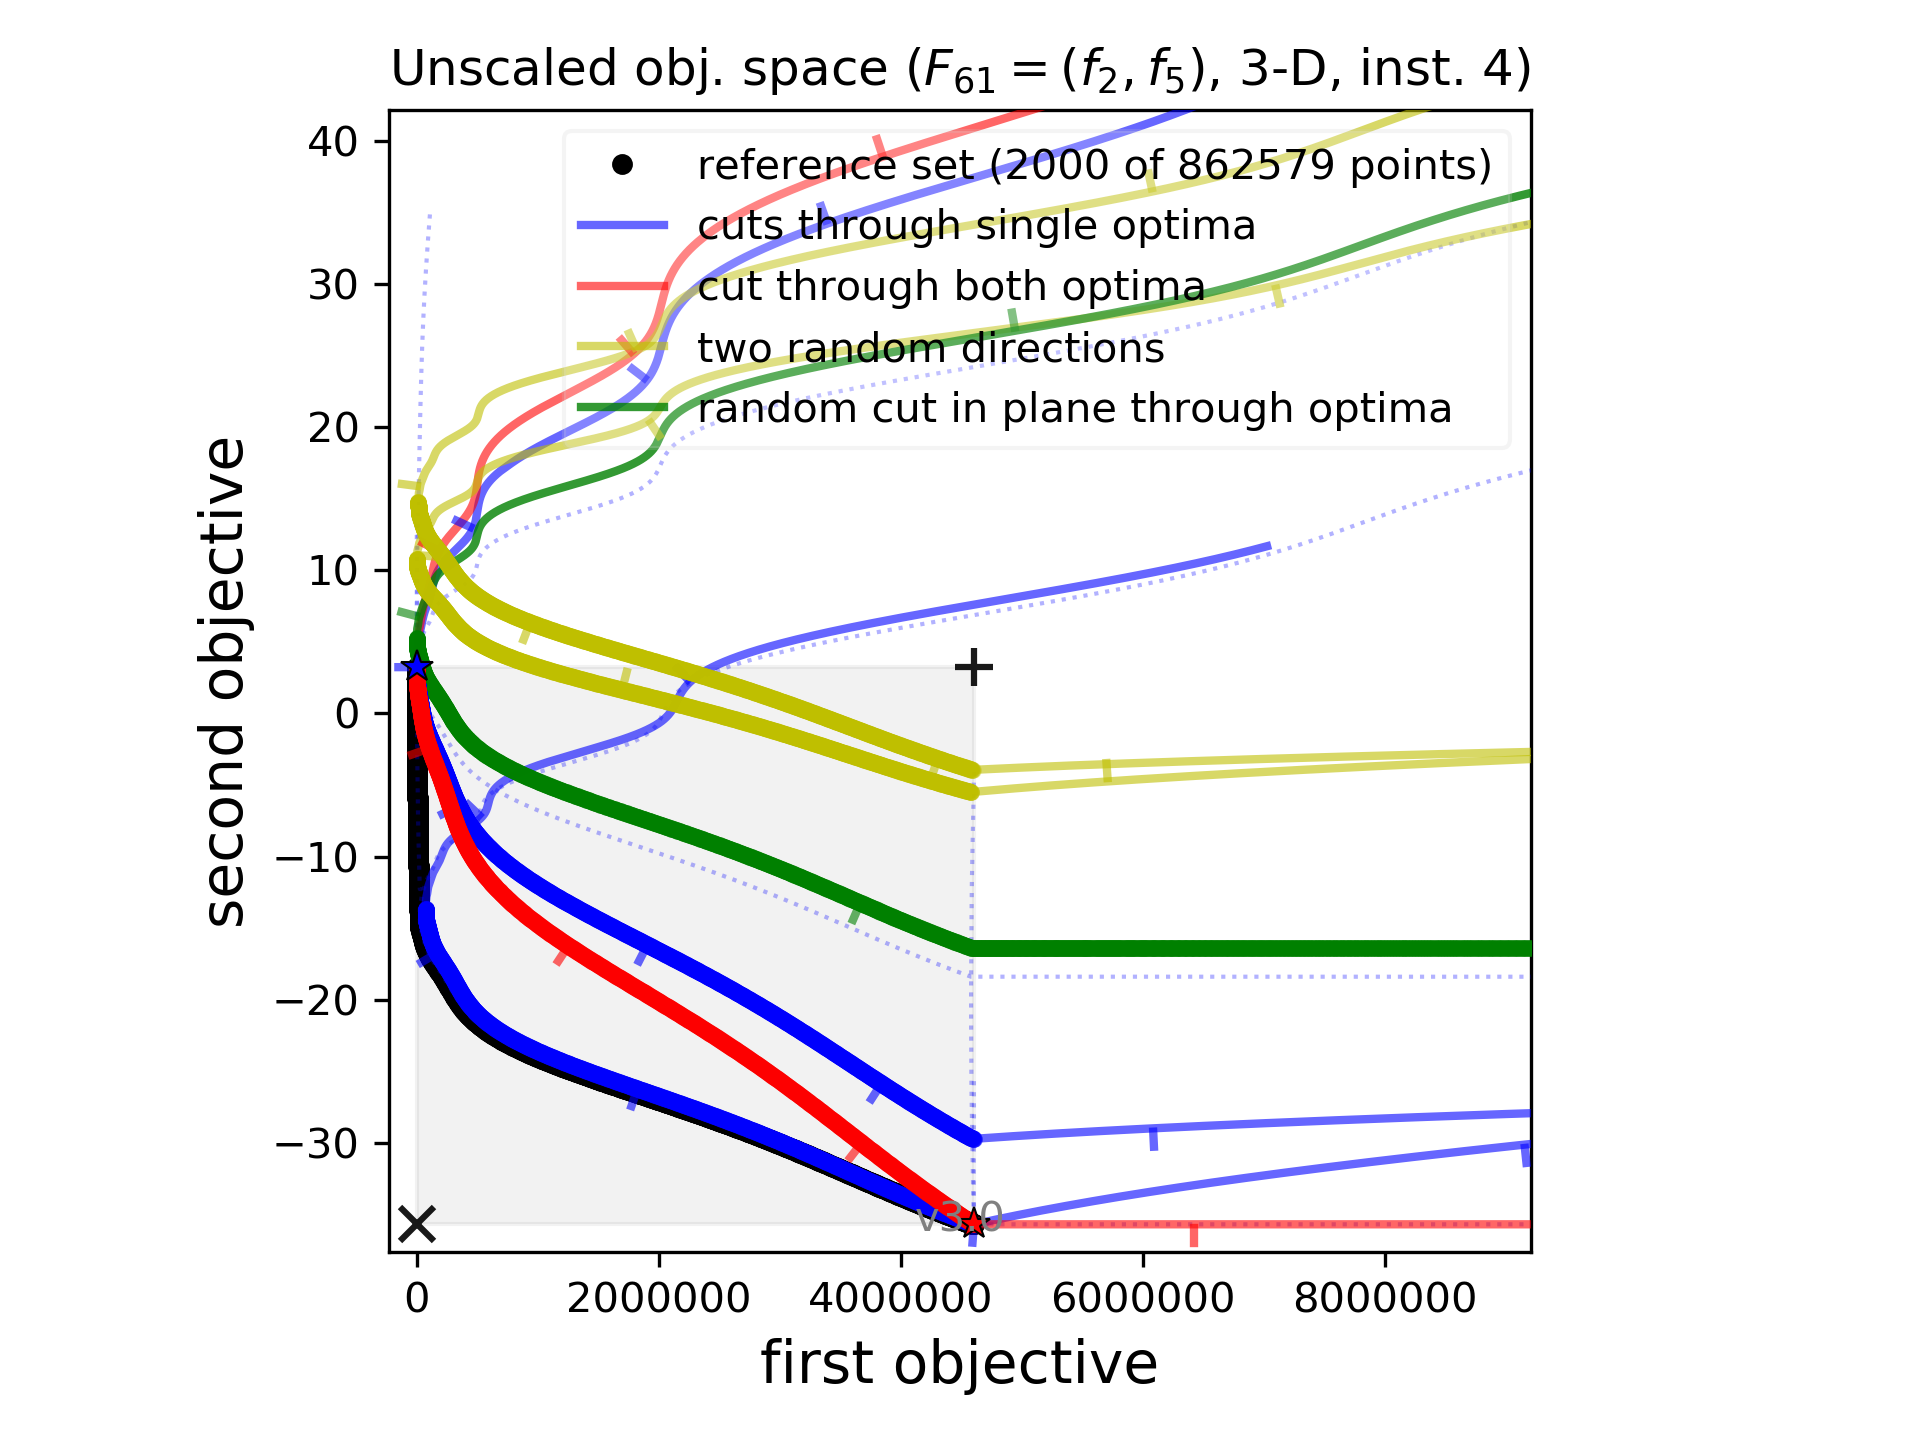 Unscaled obj. space (F61 = (f2, f5), 3-D, inst. 4)
reference set (2000 of 862579 points)
cuts through single optima
cut through both optima
two random directions
random cut in plane through optima
second objective
40
30
20
10
0
−10
−20
−30
v3.0
0 2000000 4000000 6000000 8000000
first objective